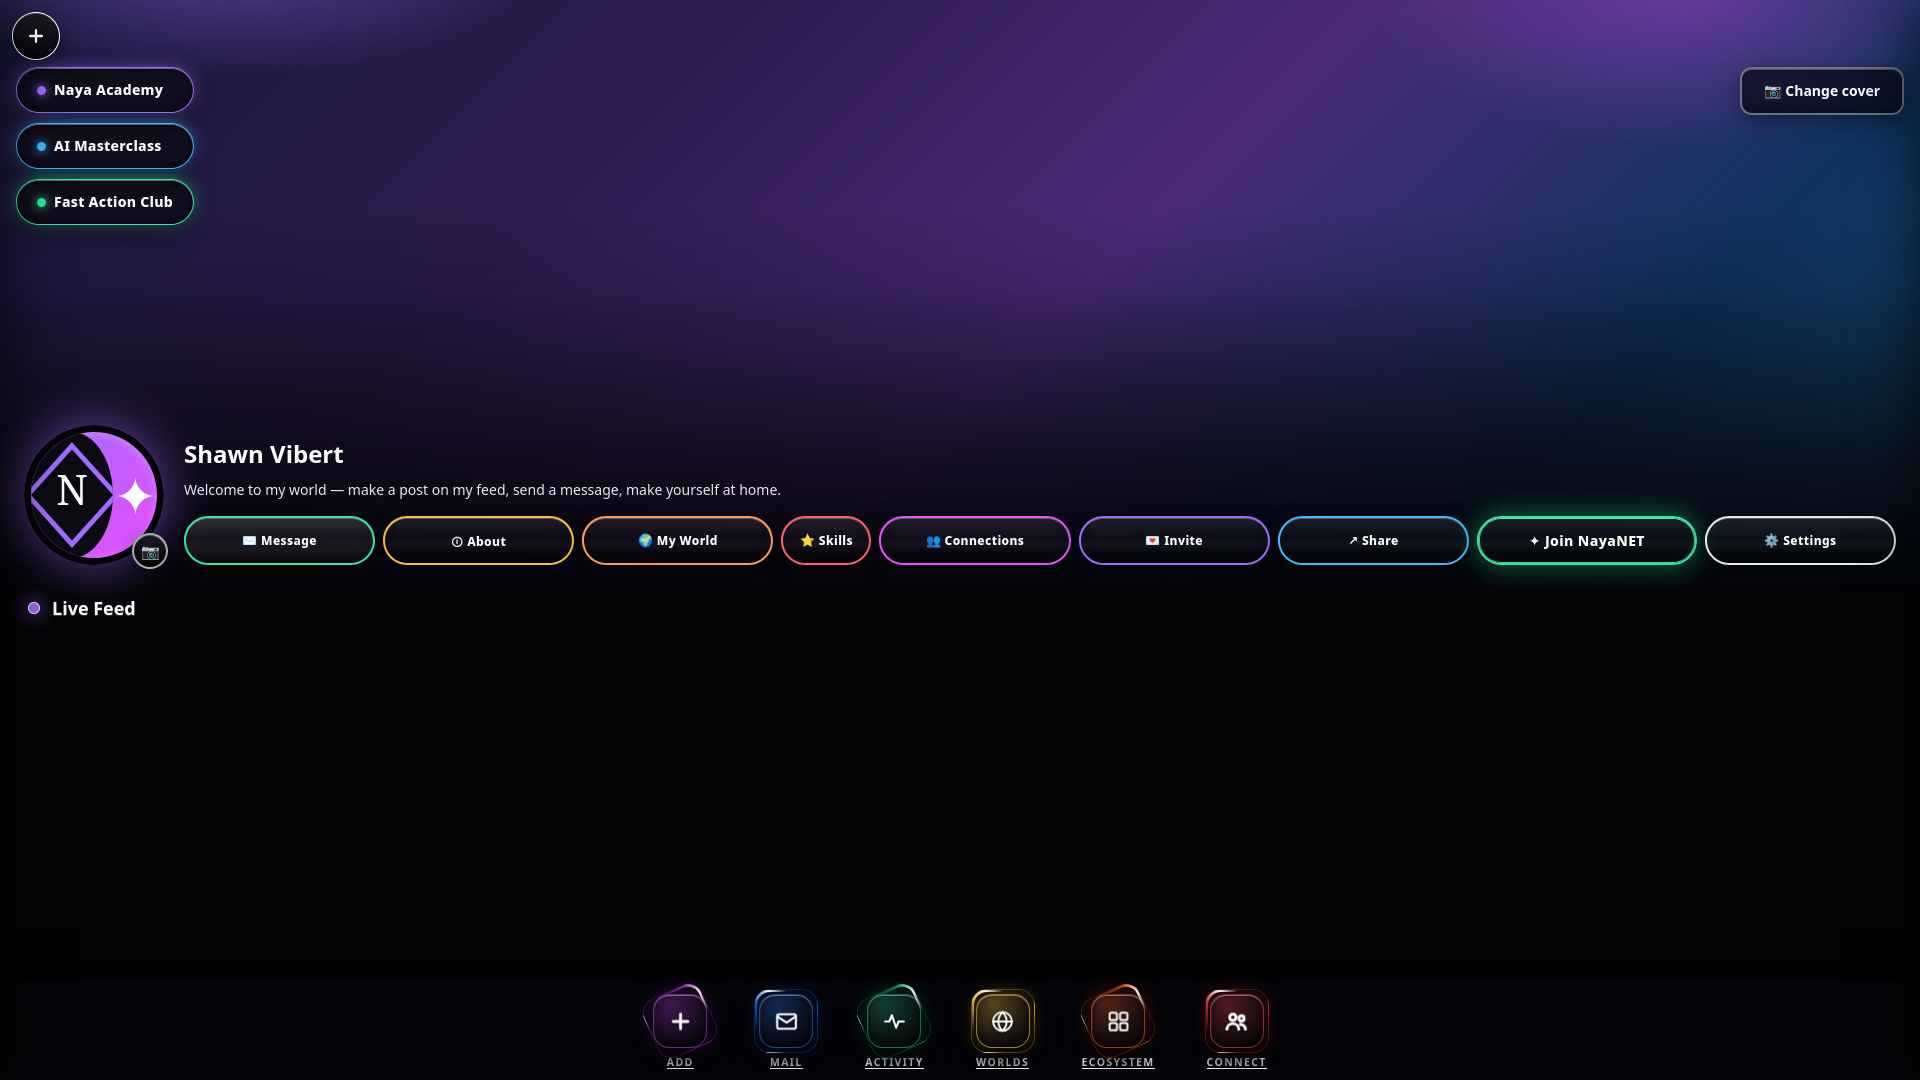 Naya Academy
📷 Change cover
AI Masterclass
Fast Action Club
N
Shawn Vibert
Welcome to my world — make a post on my feed, send a message, make yourself at home.
✉️ Message
ⓘ About
🌍 My World
⭐ Skills
👥 Connections
💌 Invite
↗ Share
✦ Join NayaNET
⚙️ Settings
Live Feed
ADD
MAIL
ACTIVITY
WORLDS
ECOSYSTEM
CONNECT